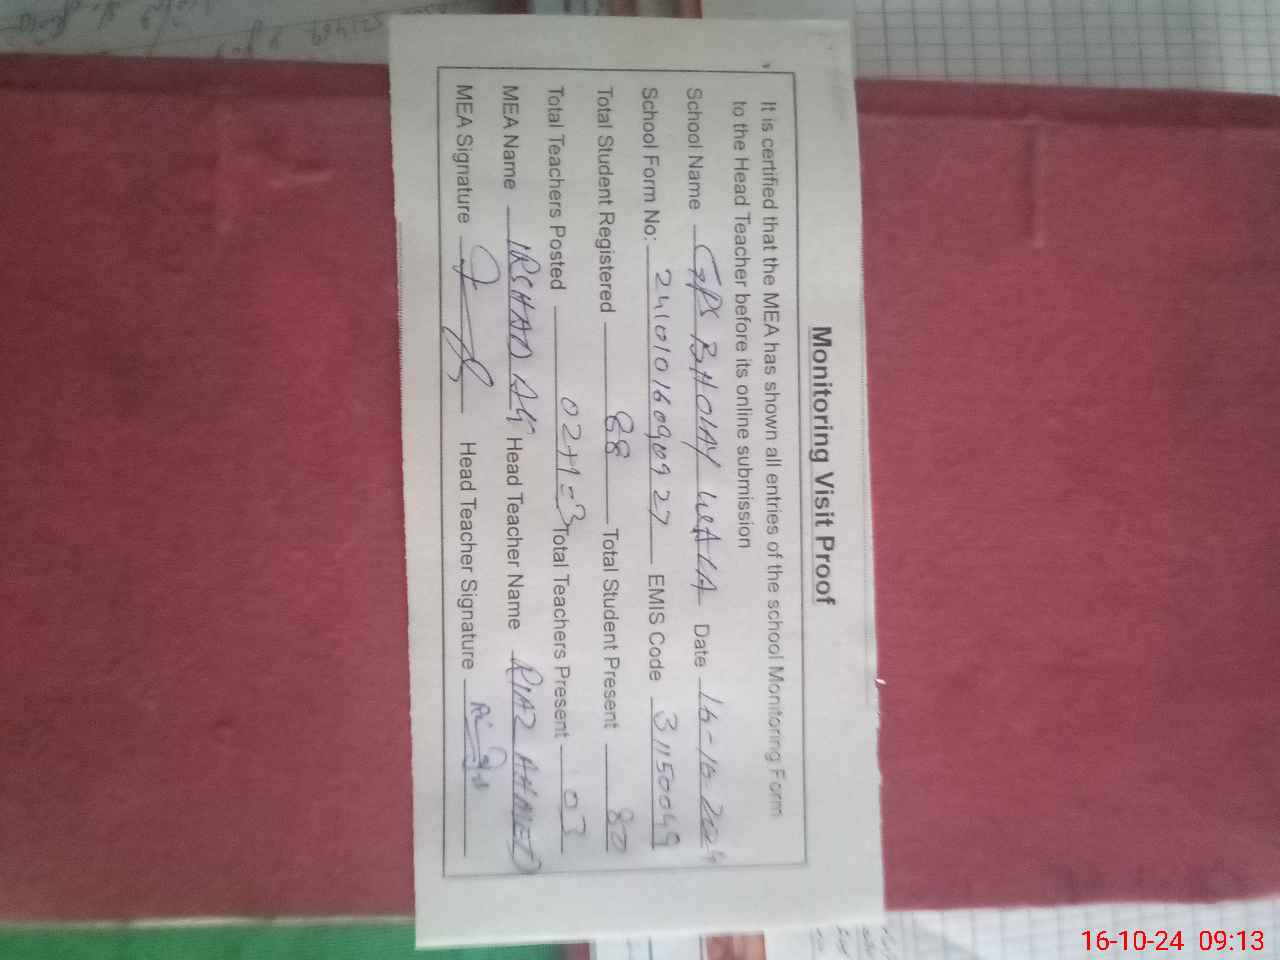 Monitoring Visit Proof
It is certified that the MEA has shown all entries of the school Monitoring Form
to the Head Teacher before its online submission
School Name GPS BHOLAY WALA Date 16-10-2024
School Form No: EMIS Code 31150049
Total Student Registered 88 Total Student Present 80
Total Teachers Posted 02+1=3 Total Teachers Present 03
MEA Name IRSHAD Head Teacher Name RIAZ AHMED
MEA Signature Head Teacher Signature
16-10-24 09:13